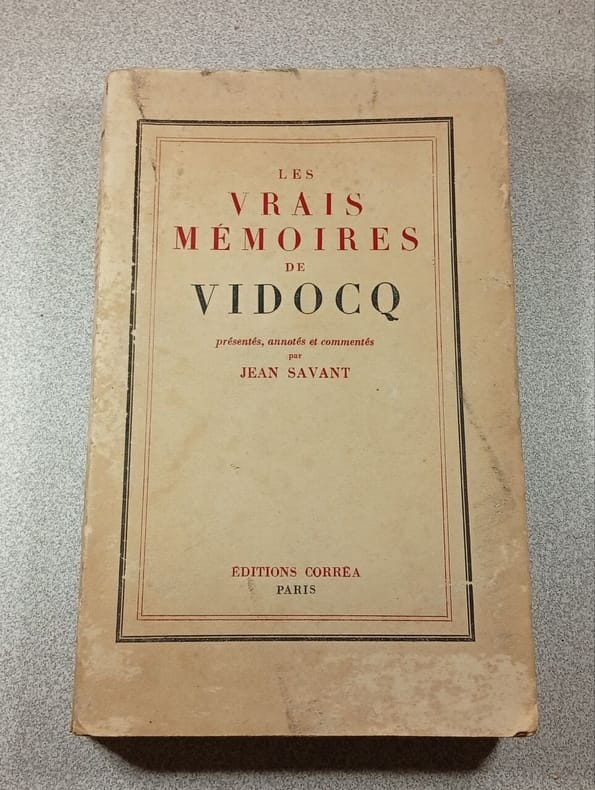 LES
VRAIS
MÉMOIRES
DE
VIDOCQ
présentés, annotés et commentés
par
JEAN SAVANT
ÉDITIONS CORRÊA
PARIS